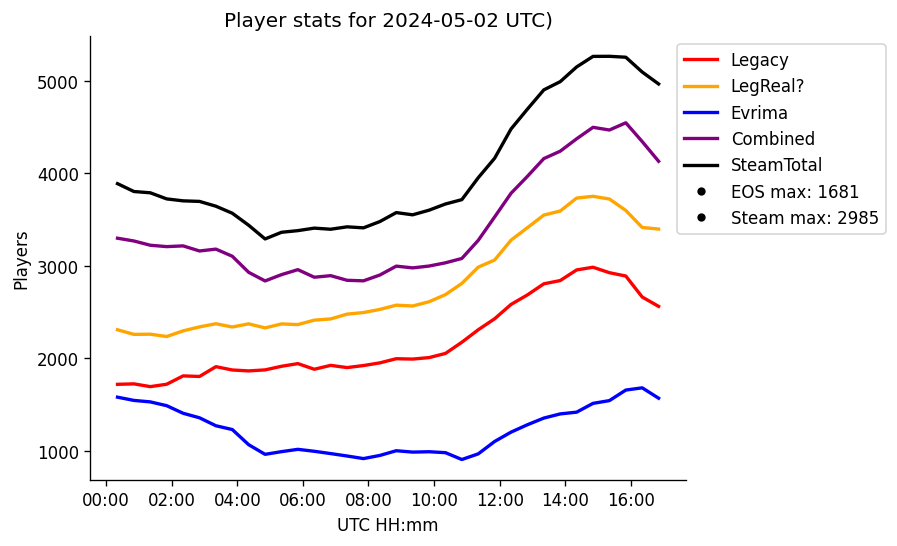 Player stats for 2024-05-02 UTC)
Legacy
LegReal?
Evrima
Combined
SteamTotal
EOS max: 1681
Steam max: 2985
Players
5000
4000
3000
2000
1000
00:00 02:00 04:00 06:00 08:00 10:00 12:00 14:00 16:00
UTC HH:mm